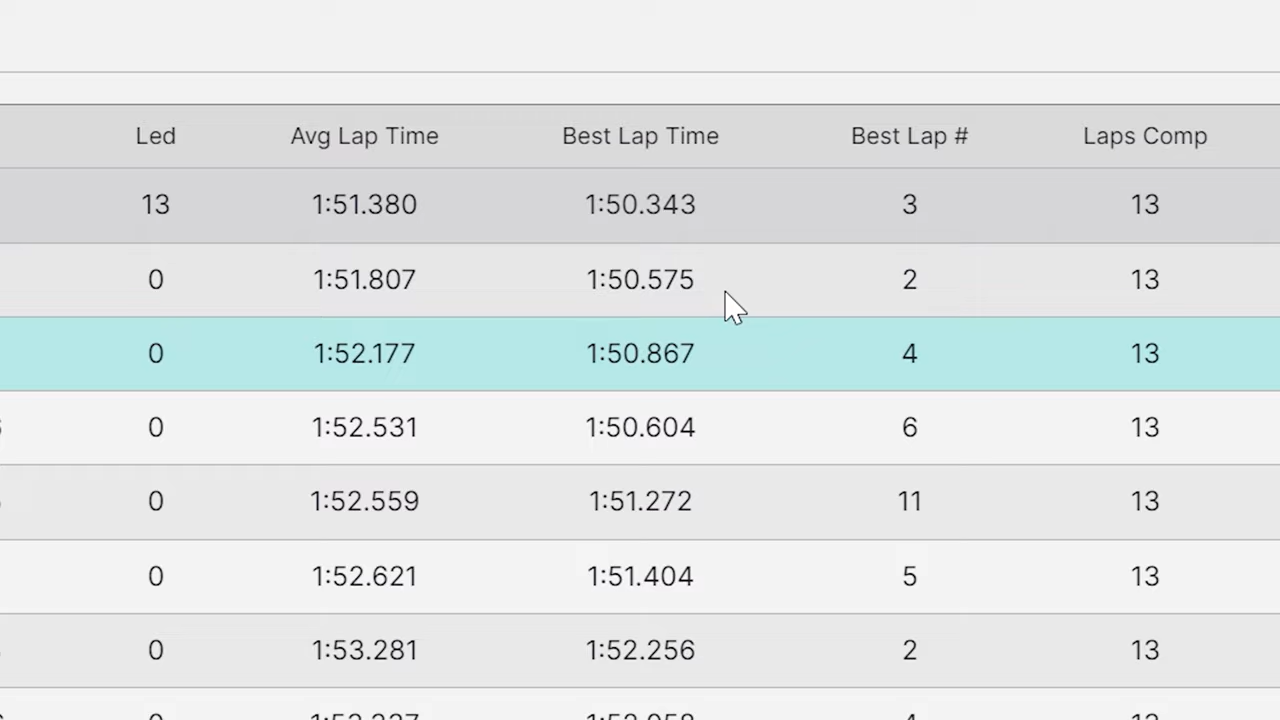 Led Avg Lap Time Best Lap Time Best Lap # Laps Comp
13 1:51.380 1:50.343 3 13
0 1:51.807 1:50.575 2 13
0 1:52.177 1:50.867 4 13
0 1:52.531 1:50.604 6 13
0 1:52.559 1:51.272 11 13
0 1:52.621 1:51.404 5 13
0 1:53.281 1:52.256 2 13